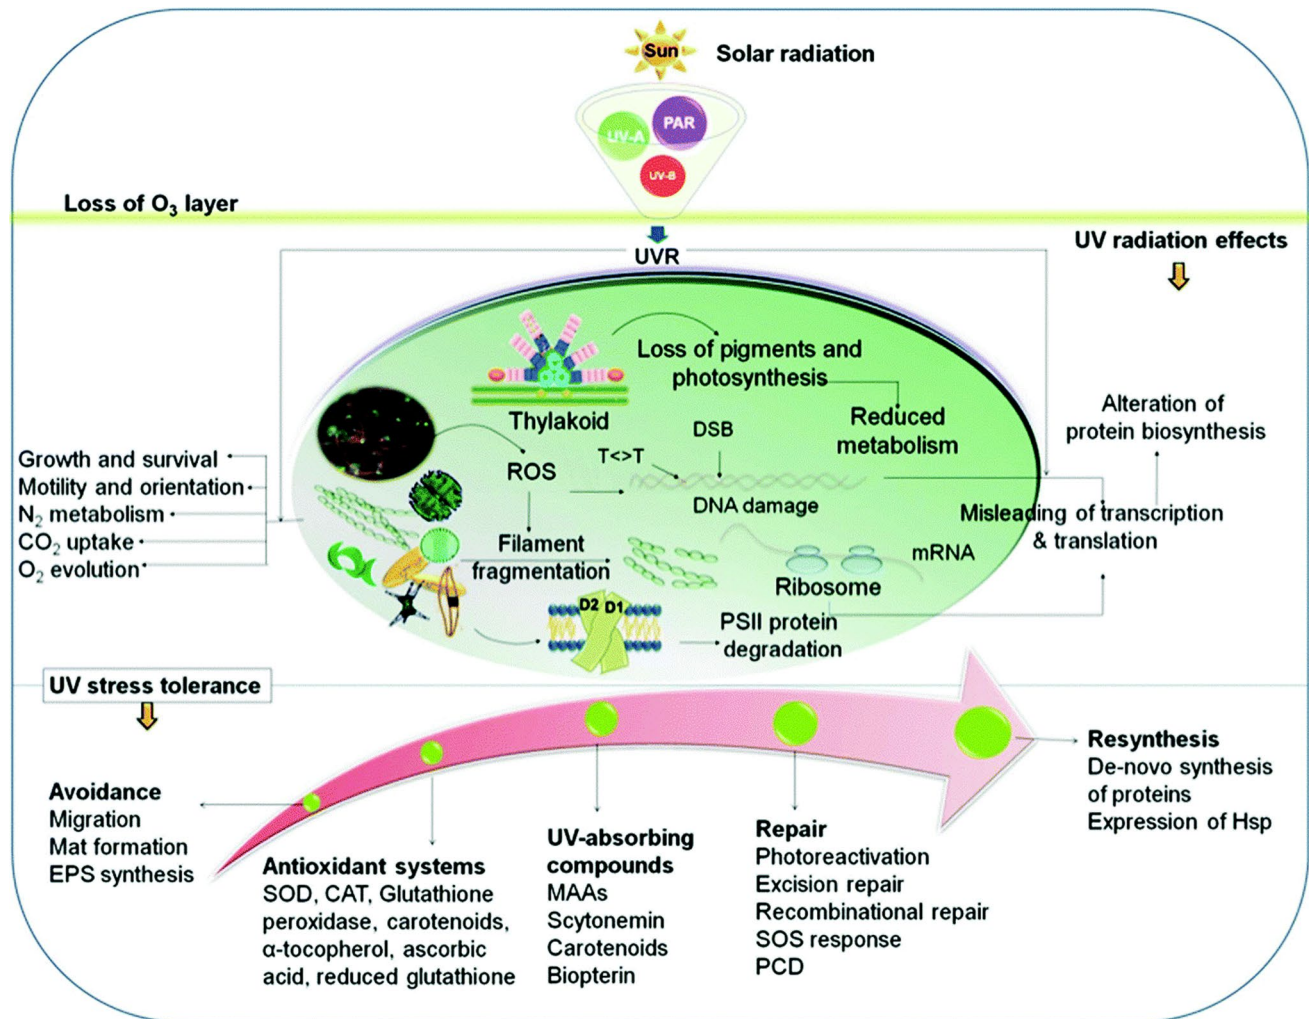 Sun
Solar radiation
UV-A
PAR
UV-B
Loss of O₃ layer
UV radiation effects
UVR
Loss of pigments and
photosynthesis
Thylakoid
Reduced
metabolism
Alteration of
protein biosynthesis
DSB
T<>T
ROS
DNA damage
Growth and survival
Motility and orientation
N₂ metabolism
CO₂ uptake
O₂ evolution
Misleading of transcription
& translation
Filament
fragmentation
mRNA
Ribosome
D2 D1
PSII protein
degradation
UV stress tolerance
Avoidance
Migration
Mat formation
EPS synthesis
Antioxidant systems
SOD, CAT, Glutathione
peroxidase, carotenoids,
α-tocopherol, ascorbic
acid, reduced glutathione
UV-absorbing
compounds
MAAs
Scytonemin
Carotenoids
Biopterin
Repair
Photoreactivation
Excision repair
Recombinational repair
SOS response
PCD
Resynthesis
De-novo synthesis
of proteins
Expression of Hsp